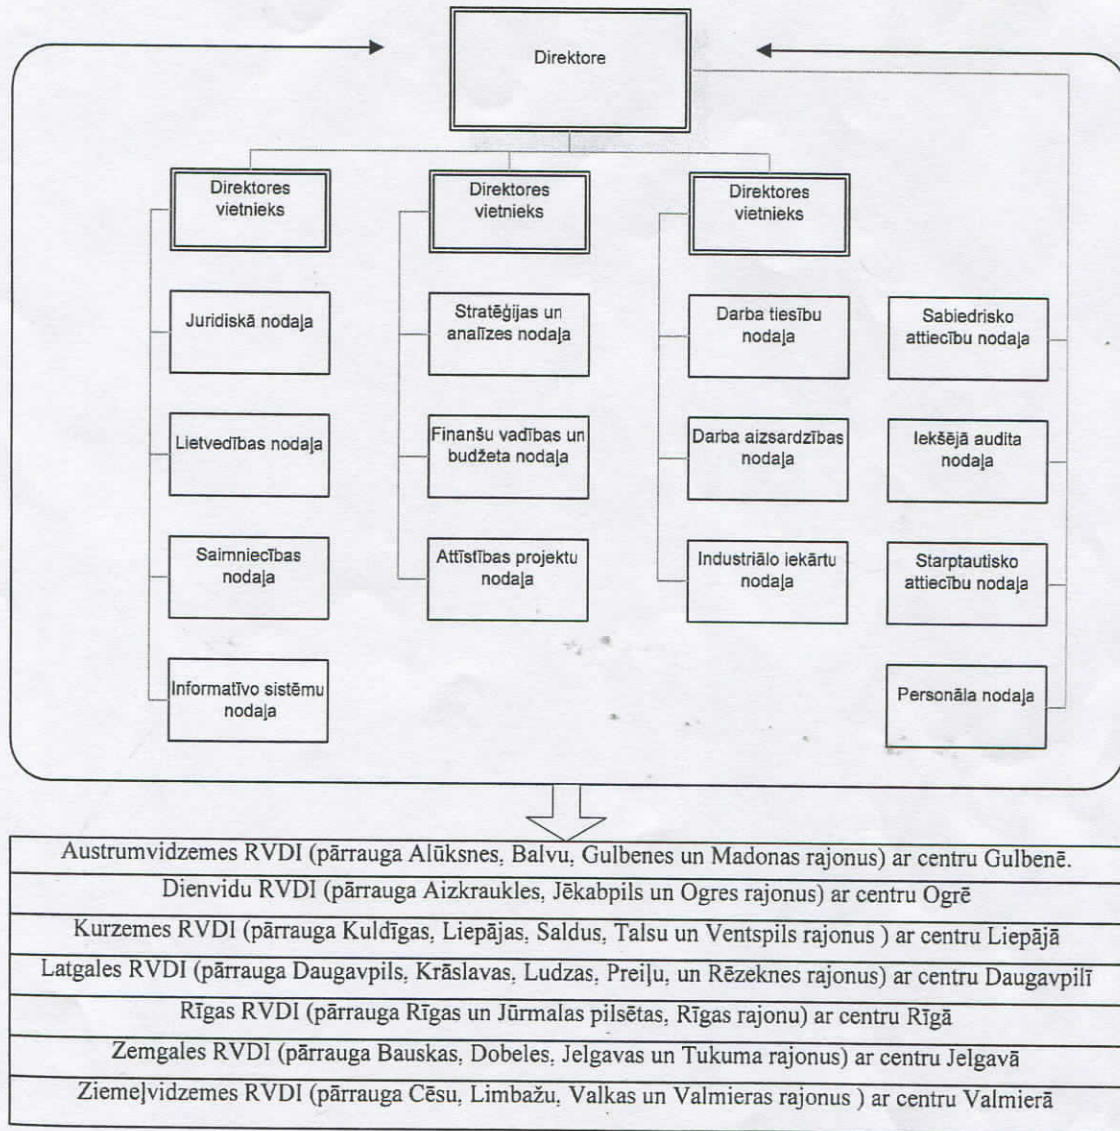 Direktore
Direktores
vietnieks
Direktores
vietnieks
Direktores
vietnieks
Juridiskā nodaļa
Stratēģijas un
analīzes nodaļa
Darba tiesību
nodaļa
Sabiedrisko
attiecību nodaļa
Lietvedības nodaļa
Finanšu vadības un
budžeta nodaļa
Darba aizsardzības
nodaļa
Iekšējā audita
nodaļa
Saimniecības
nodaļa
Attīstības projektu
nodaļa
Industriālo iekārtu
nodaļa
Starptautisko
attiecību nodaļa
Informatīvo sistēmu
nodaļa
Personāla nodaļa
Austrumvidzemes RVDI (pārrauga Alūksnes, Balvu, Gulbenes un Madonas rajonus) ar centru Gulbenē.
Dienvidu RVDI (pārrauga Aizkraukles, Jēkabpils un Ogres rajonus) ar centru Ogrē
Kurzemes RVDI (pārrauga Kuldīgas, Liepājas, Saldus, Talsu un Ventspils rajonus ) ar centru Liepājā
Latgales RVDI (pārrauga Daugavpils, Krāslavas, Ludzas, Preiļu, un Rēzeknes rajonus) ar centru Daugavpilī
Rīgas RVDI (pārrauga Rīgas un Jūrmalas pilsētas, Rīgas rajonu) ar centru Rīgā
Zemgales RVDI (pārrauga Bauskas, Dobeles, Jelgavas un Tukuma rajonus) ar centru Jelgavā
Ziemeļvidzemes RVDI (pārrauga Cēsu, Limbažu, Valkas un Valmieras rajonus ) ar centru Valmierā